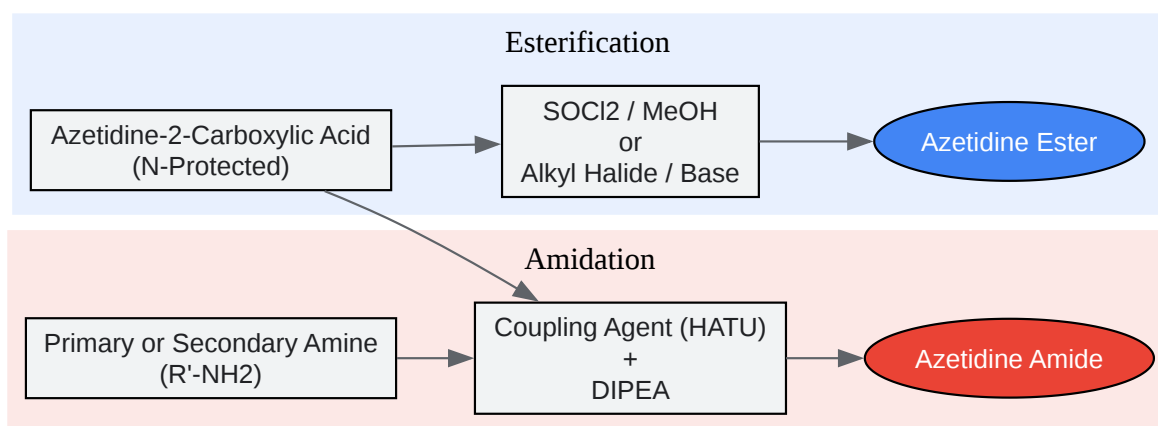 Esterification
Azetidine-2-Carboxylic Acid
(N-Protected)
SOCl2 / MeOH
or
Alkyl Halide / Base
Azetidine Ester
Amidation
Primary or Secondary Amine
(R'-NH2)
Coupling Agent (HATU)
+
DIPEA
Azetidine Amide